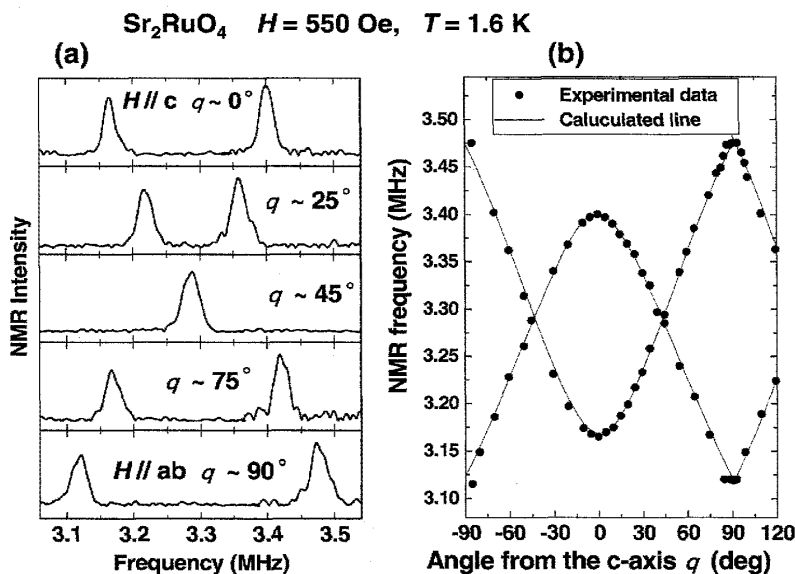 Sr₂RuO₄ H = 550 Oe, T = 1.6 K
(a)
H // c q ~ 0°
q ~ 25°
q ~ 45°
q ~ 75°
H // ab q ~ 90°
NMR Intensity
3.1 3.2 3.3 3.4 3.5
Frequency (MHz)
(b)
Experimental data
Caluculated line
NMR frequency (MHz)
3.50
3.45
3.40
3.35
3.30
3.25
3.20
3.15
3.10
-90 -60 -30 0 30 60 90 120
Angle from the c-axis q (deg)